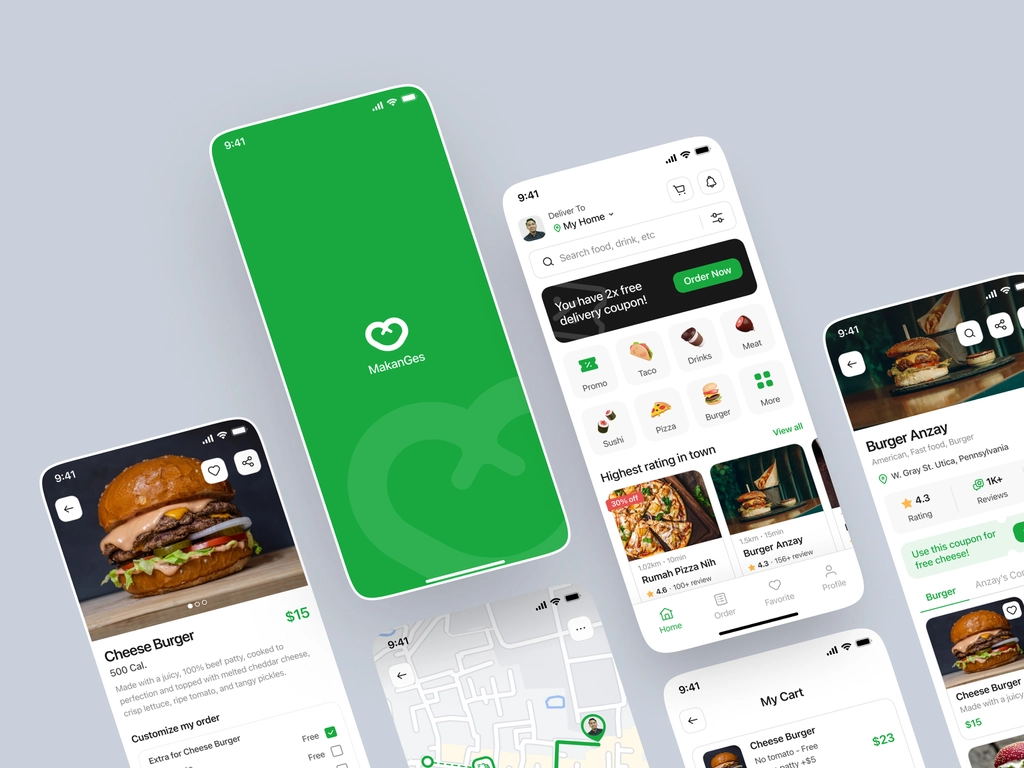 9:41
MakanGes
9:41
Deliver To
My Home
Search food, drink, etc
You have 2x free
delivery coupon!
Order Now
Promo
Taco
Drinks
Meat
Sushi
Pizza
Burger
More
Highest rating in town
View all
30% off
1.02km · 10min
Rumah Pizza Nih
4.6 · 100+ review
1.5km · 15min
Burger Anzay
4.3 · 156+ review
Home
Order
Favorite
Profile
9:41
Burger Anzay
American, Fast food, Burger
W. Gray St. Utica, Pennsylvania
4.3
Rating
1K+
Reviews
Use this coupon for
free cheese!
Burger
Anzay's
Cheese Burger
Made with a juicy,
$15
9:41
Cheese Burger
$15
500 Cal.
Made with a juicy, 100% beef patty, cooked to
perfection and topped with melted cheddar cheese,
crisp lettuce, ripe tomato, and tangy pickles.
Customize my order
Extra for Cheese Burger
Free
Free
9:41
9:41
My Cart
Cheese Burger
No tomato - Free
patty +$5
$23